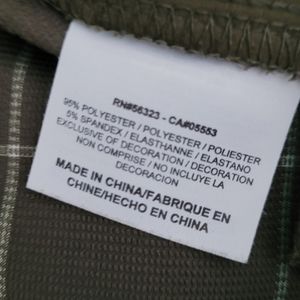 RN#56323 - CA#05553
95% POLYESTER / POLYESTER / POLIESTER
5% SPANDEX / ELASTHANNE / ELASTANO
EXCLUSIVE OF DECORATION / DECORATION
NON COMPRISE / NO INCLUYE LA
DECORACION
MADE IN CHINA/FABRIQUE EN
CHINE/HECHO EN CHINA